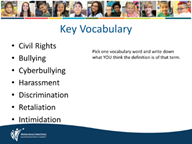 Key Vocabulary
• Civil Rights
• Bullying
• Cyberbullying
• Harassment
• Discrimination
• Retaliation
• Intimidation
Pick one vocabulary word and write down
what YOU think the definition is of that term.